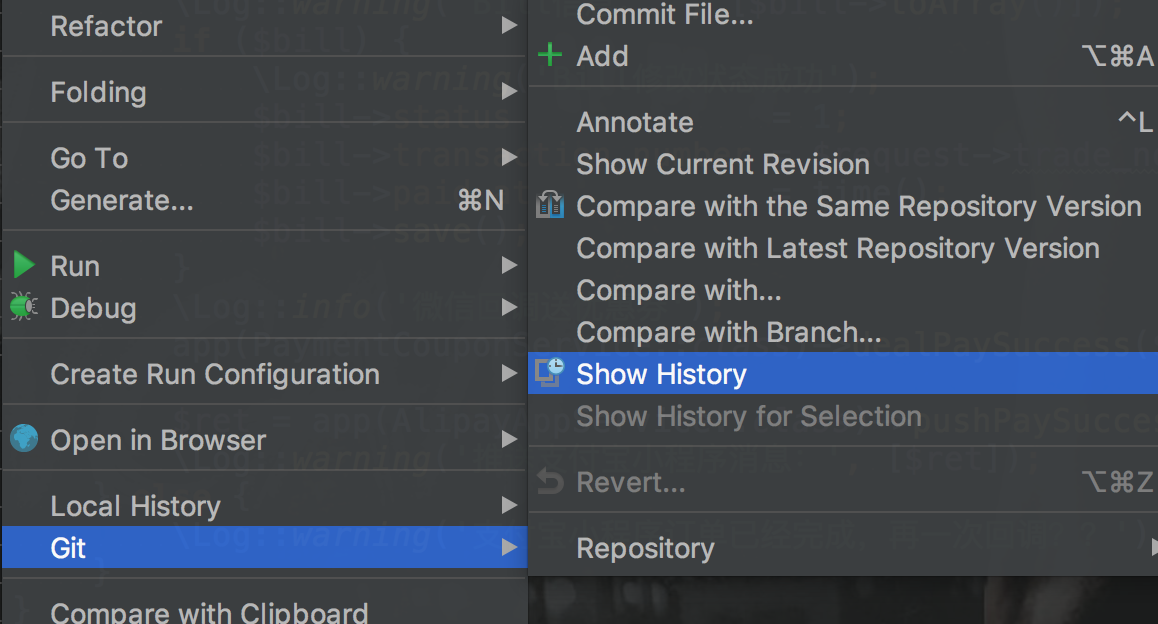 Refactor
Folding
Go To
Generate... ⌘N
Run
Debug
Create Run Configuration
Open in Browser
Local History
Git
Compare with Clipboard
Commit File...
Add ⌥⌘A
Annotate ^L
Show Current Revision
Compare with the Same Repository Version
Compare with Latest Repository Version
Compare with...
Compare with Branch...
Show History
Show History for Selection
Revert... ⌥⌘Z
Repository